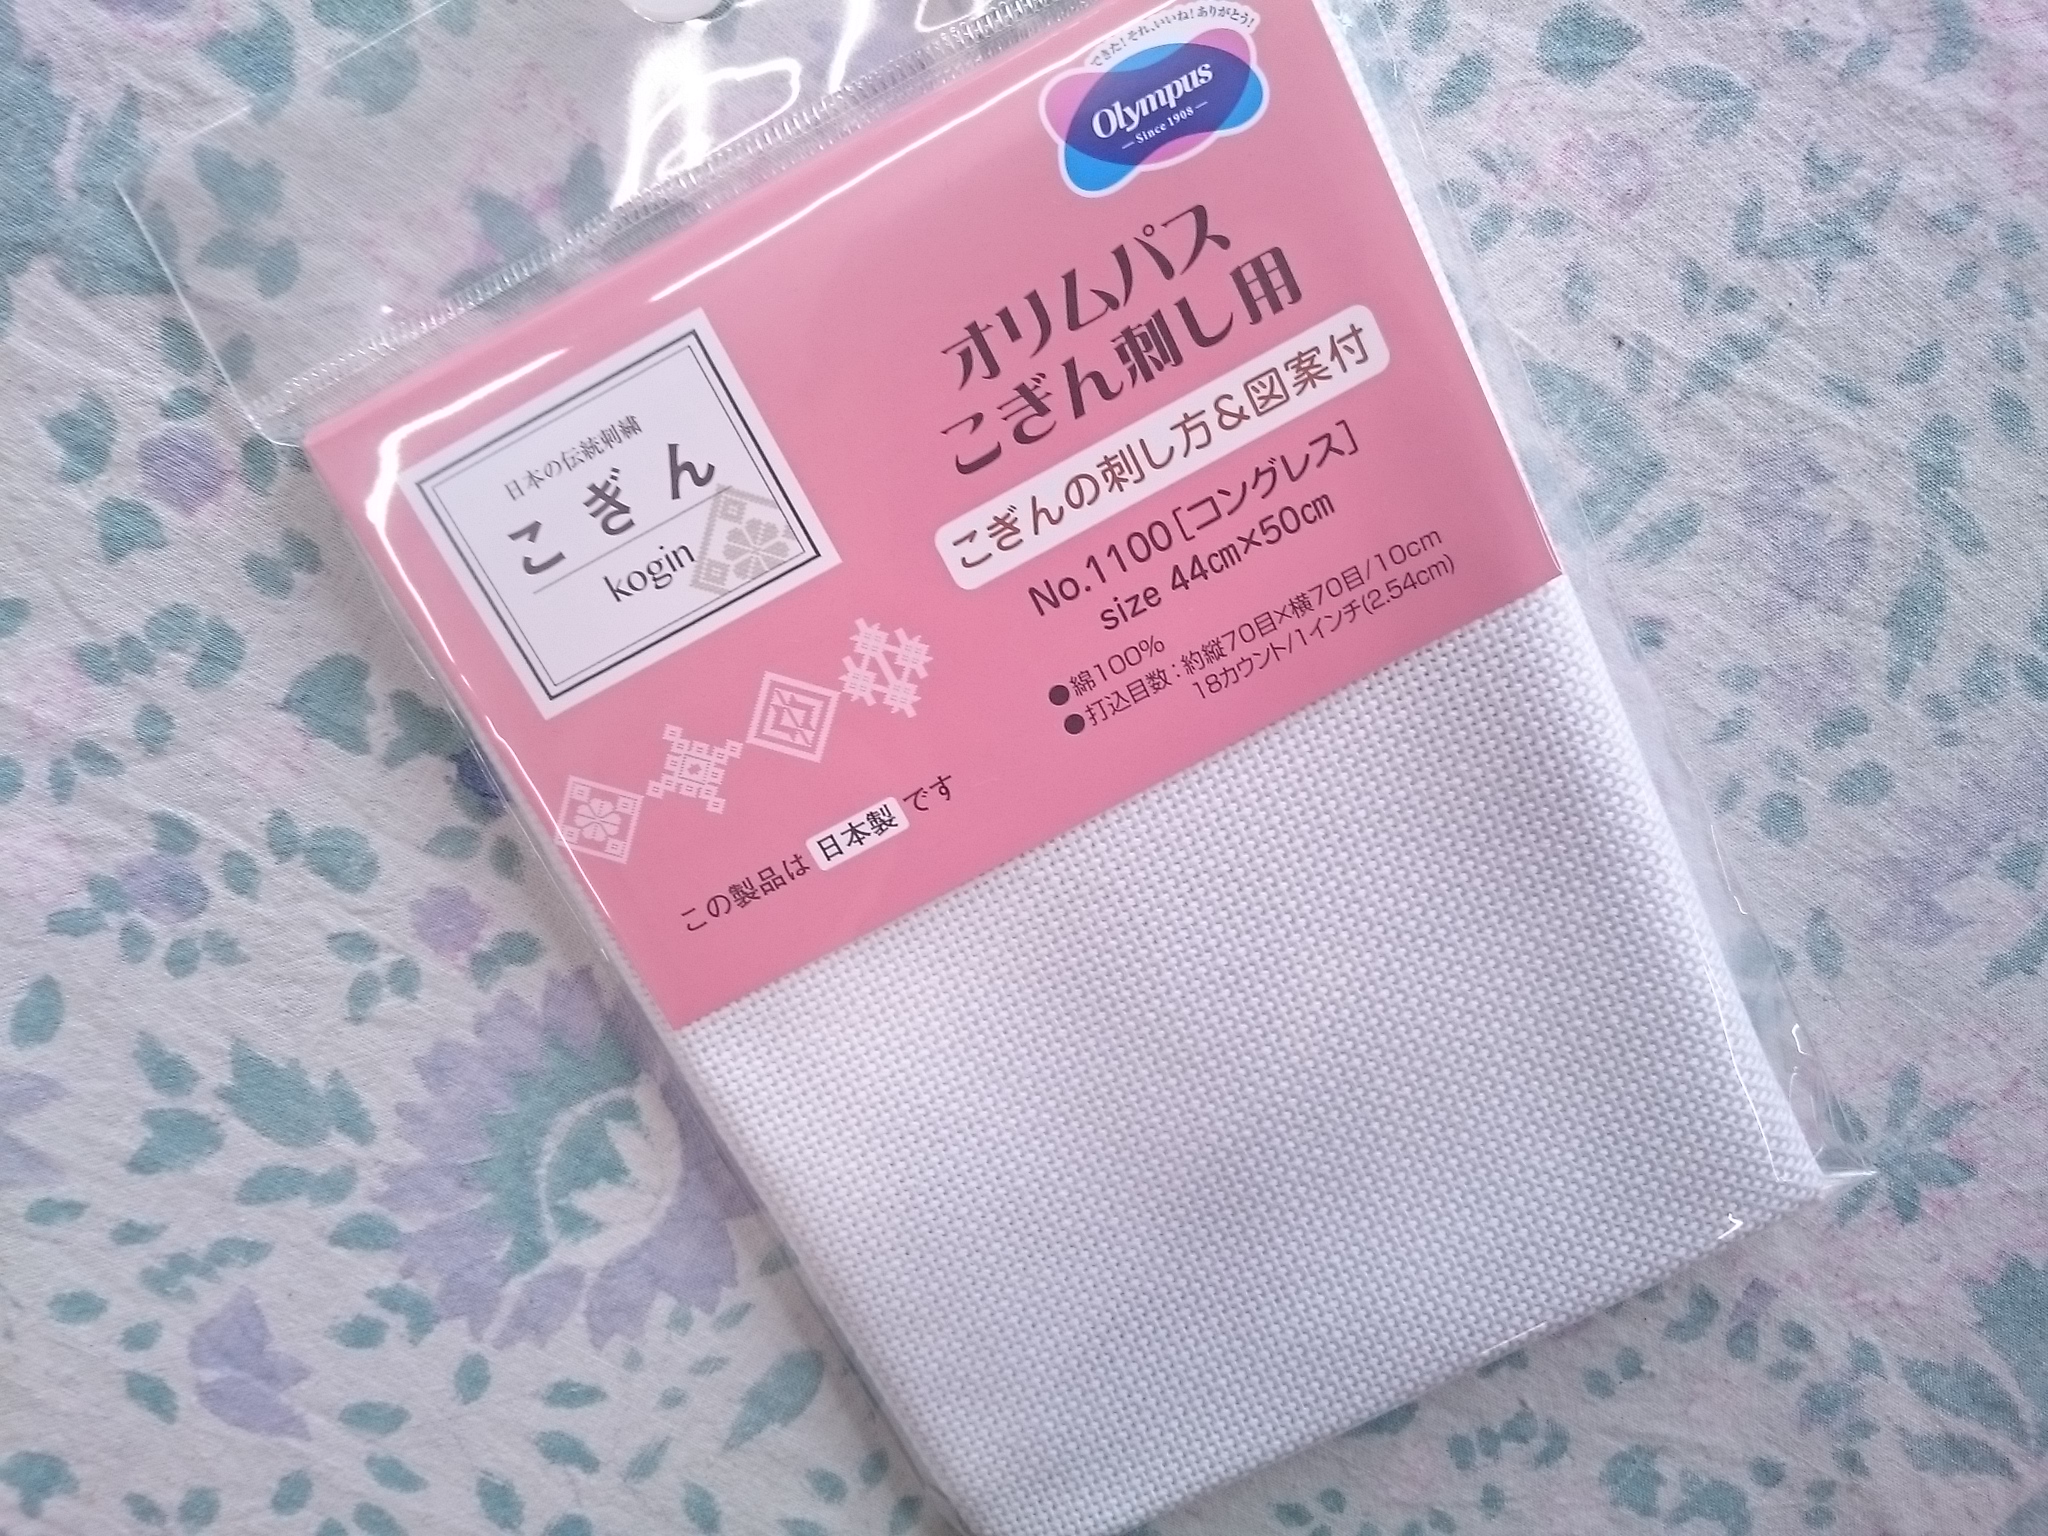 できた!それ、いいね!ありがとう!
Olympus
Since 1908
オリムパス
こぎん刺し用
こぎんの刺し方&図案付
No.1100[コングレス]
size 44cm×50cm
●綿100%
●打込目数：約縦70目×横70目/10cm
18カウント/1インチ(2.54cm)
日本の伝統刺繍
こぎん
kogin
この製品は 日本製 です